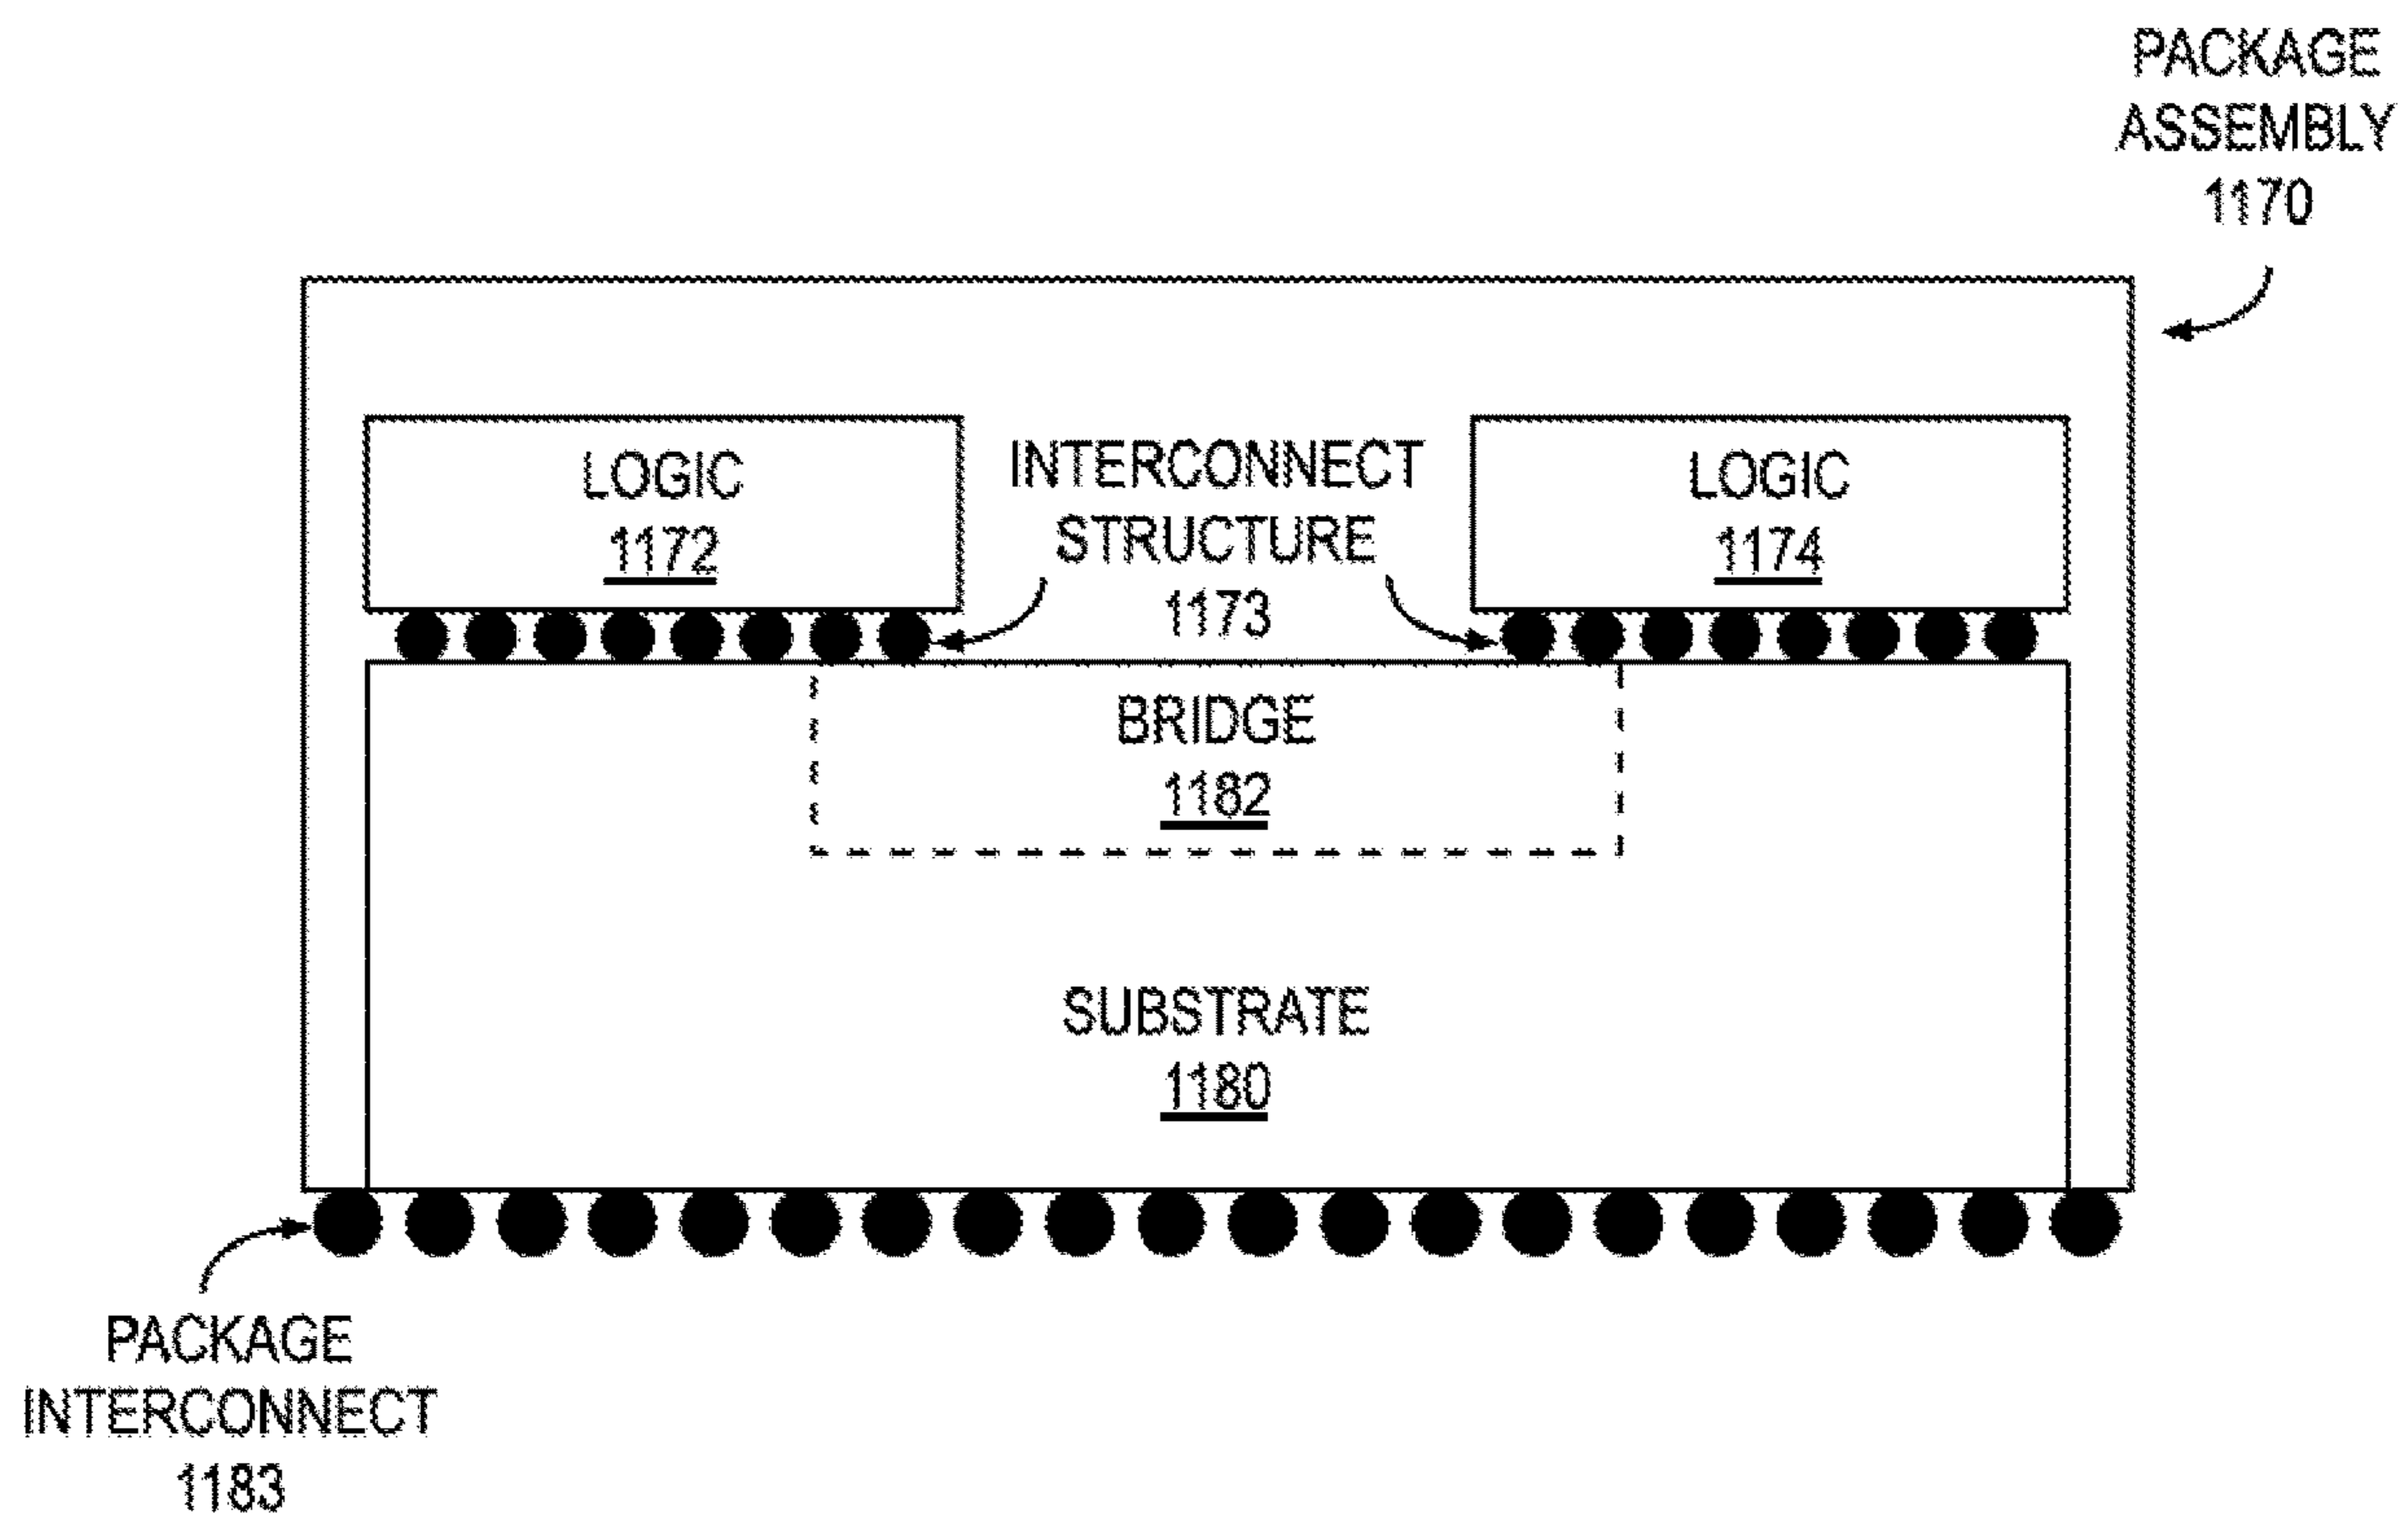 PACKAGE
ASSEMBLY
1170
LOGIC
1172
INTERCONNECT
STRUCTURE
1173
LOGIC
1174
BRIDGE
1182
SUBSTRATE
1180
PACKAGE
INTERCONNECT
1183